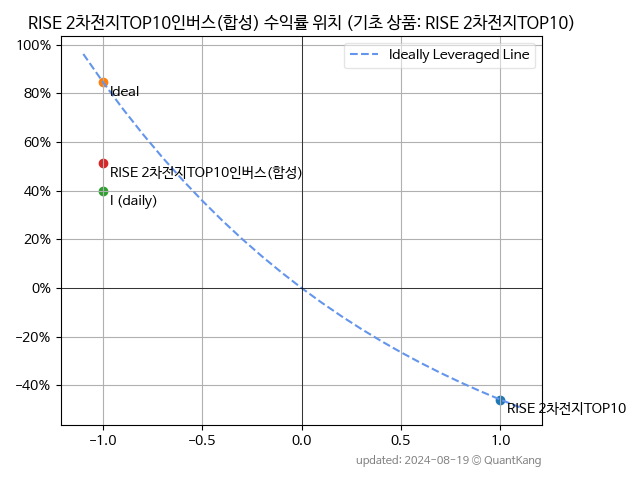 RISE 2차전지TOP10인버스(합성) 수익률 위치 (기초 상품: RISE 2차전지TOP10)
100%
Ideally Leveraged Line
80%
Ideal
60%
RISE 2차전지TOP10인버스(합성)
40%
I (daily)
20%
0%
−20%
−40%
RISE 2차전지TOP10
−1.0 −0.5 0.0 0.5 1.0
updated: 2024-08-19 © QuantKang